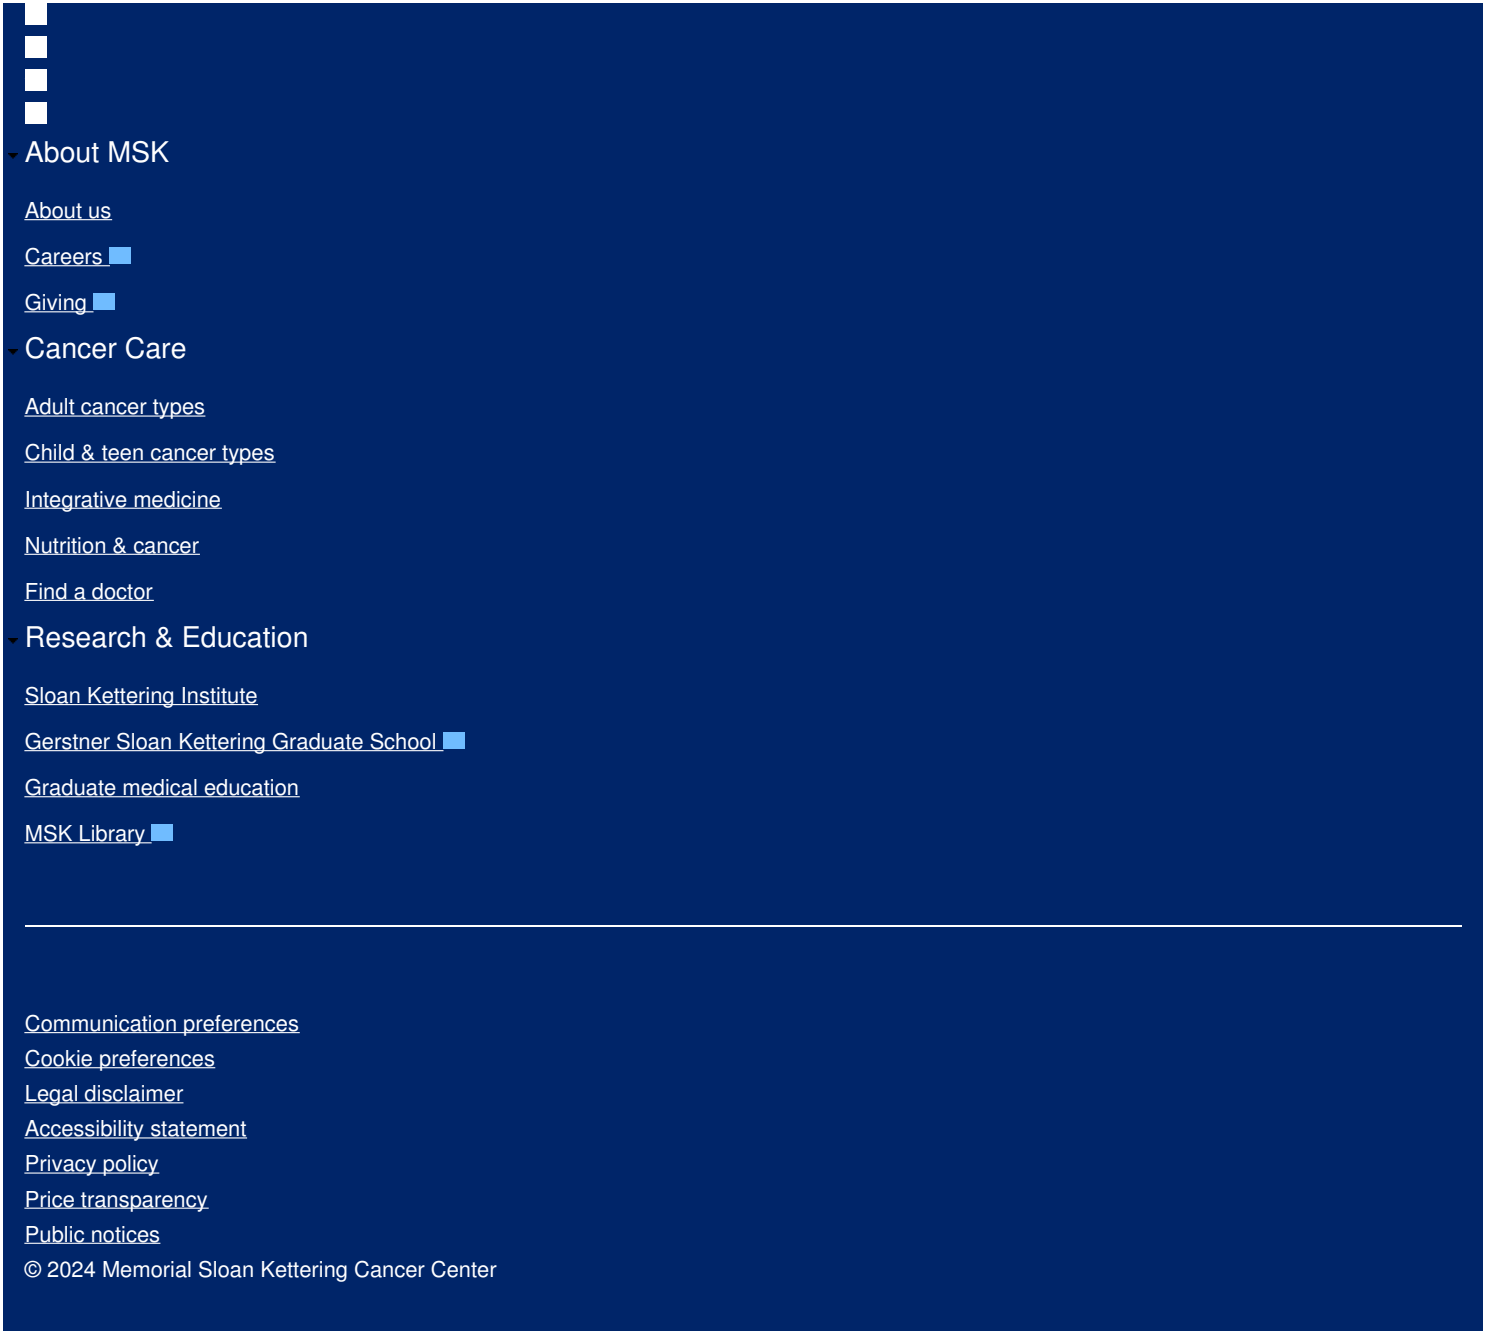 About MSK
About us
Careers
Giving
Cancer Care
Adult cancer types
Child & teen cancer types
Integrative medicine
Nutrition & cancer
Find a doctor
Research & Education
Sloan Kettering Institute
Gerstner Sloan Kettering Graduate School
Graduate medical education
MSK Library
Communication preferences
Cookie preferences
Legal disclaimer
Accessibility statement
Privacy policy
Price transparency
Public notices
© 2024 Memorial Sloan Kettering Cancer Center